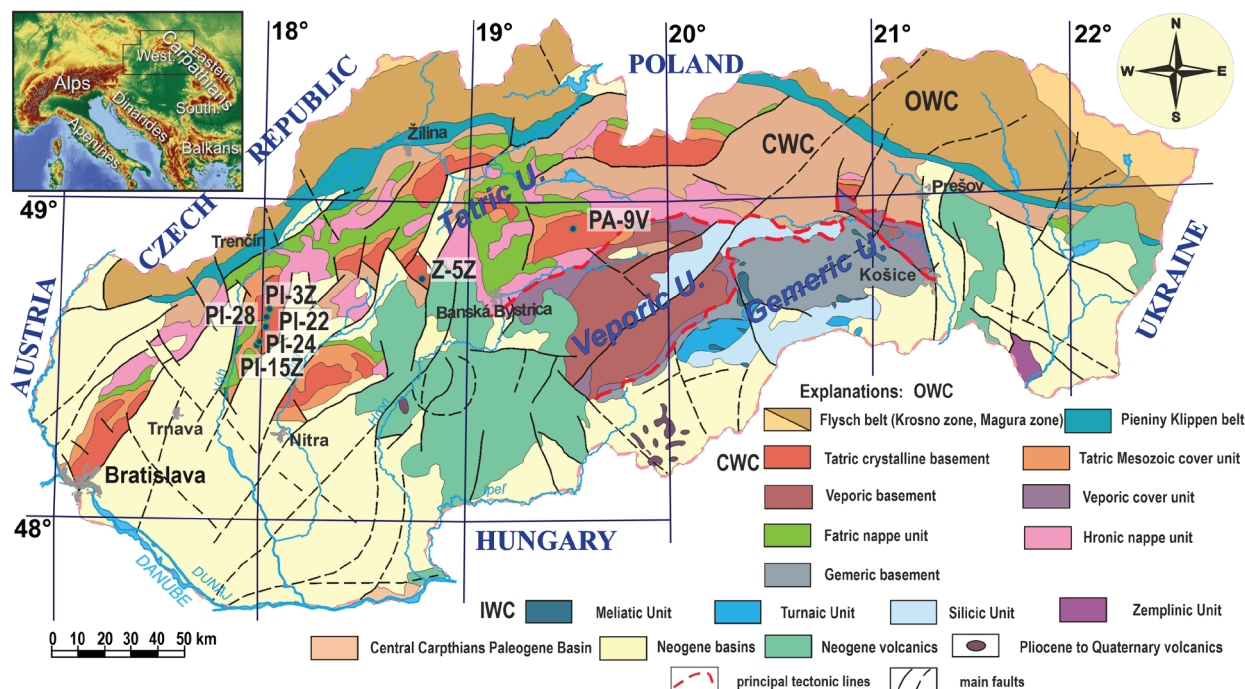 Alps
West.
Carpathians
Eastern
South.
Dinarides
Apenines
Balkans
18°
19°
20°
21°
22°
N
W E
S
CZECH REPUBLIC
POLAND
OWC
CWC
Žilina
Tatric U.
Prešov
49°
Trenčín
PA-9V
Z-5Z
PI-3Z
PI-28
PI-22
PI-24
PI-15Z
Banská Bystrica
Veporic U.
Gemeric U.
Košice
AUSTRIA
UKRAINE
Váh
Hron
Trnava
Nitra
Bratislava
Ipeľ
48°
HUNGARY
DANUBE
DUNAJ
Explanations: OWC
Flysch belt (Krosno zone, Magura zone)
Pieniny Klippen belt
CWC
Tatric crystalline basement
Tatric Mesozoic cover unit
Veporic basement
Veporic cover unit
Fatric nappe unit
Hronic nappe unit
Gemeric basement
IWC
Meliatic Unit
Turnaic Unit
Silicic Unit
Zemplinic Unit
0 10 20 30 40 50 km
Central Carpthians Paleogene Basin
Neogene basins
Neogene volcanics
Pliocene to Quaternary volcanics
principal tectonic lines
main faults